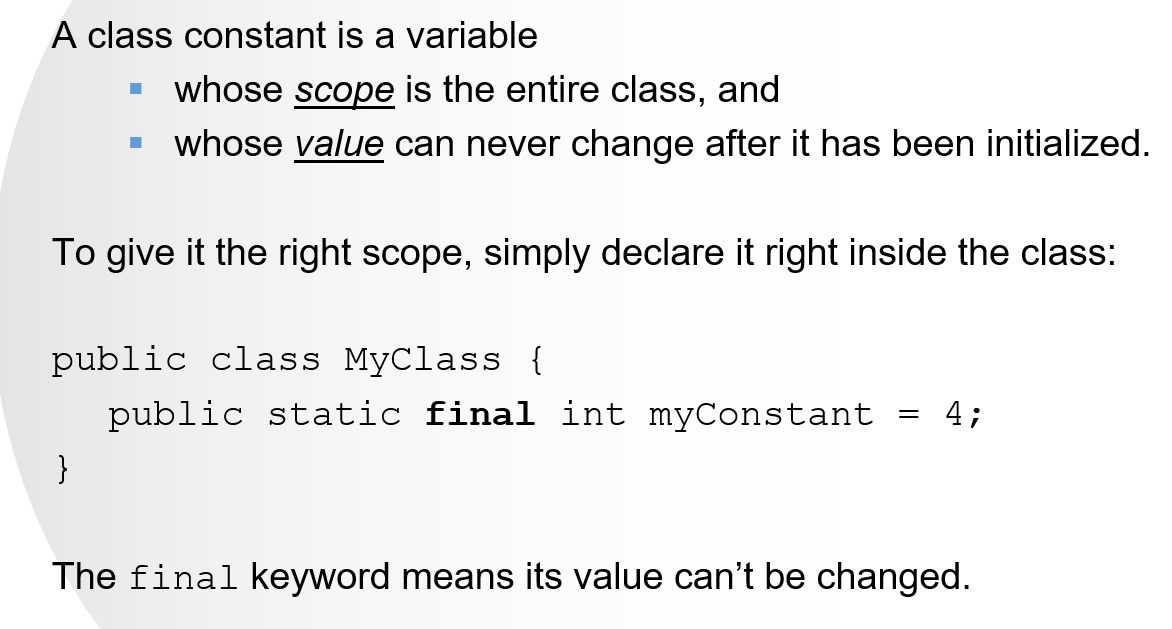 A class constant is a variable
▪ whose scope is the entire class, and
▪ whose value can never change after it has been initialized.
To give it the right scope, simply declare it right inside the class:
public class MyClass {
public static final int myConstant = 4;
}
The final keyword means its value can’t be changed.